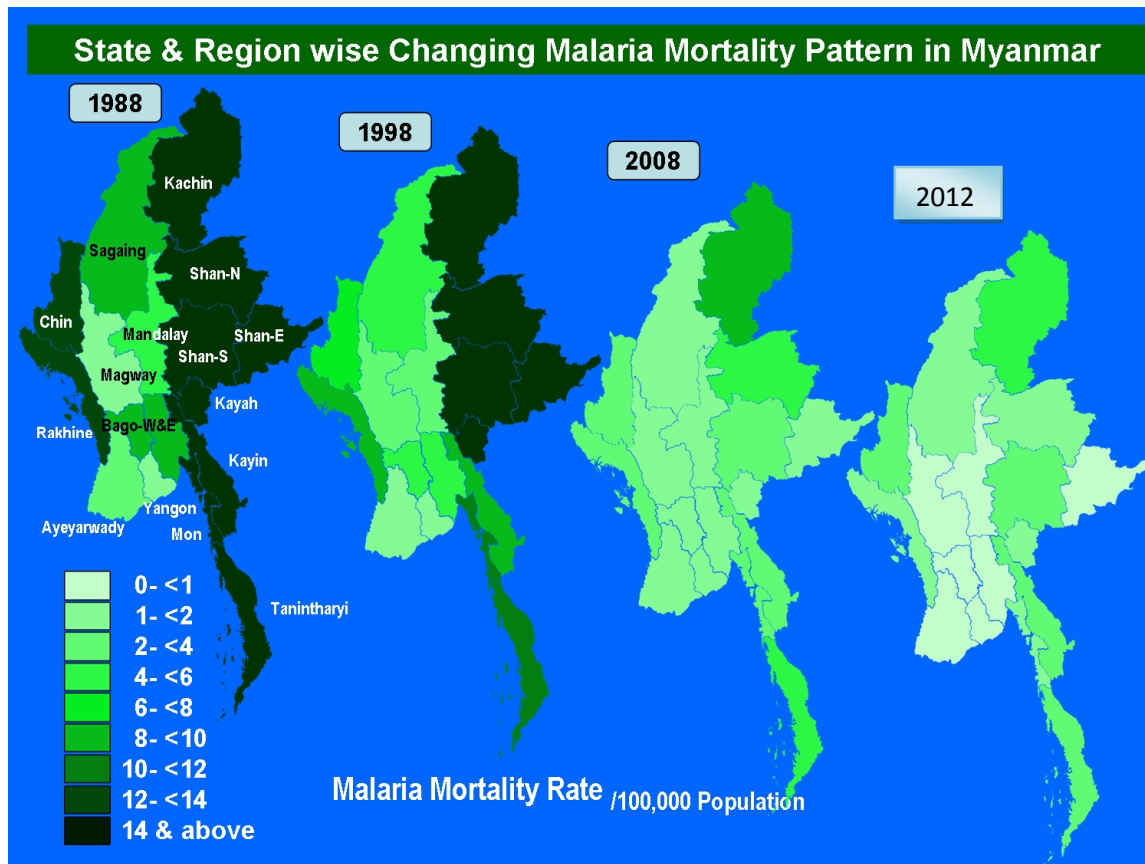 State & Region wise Changing Malaria Mortality Pattern in Myanmar
1988
1998
2008
2012
Kachin
Sagaing
Shan-N
Chin
Mandalay
Shan-E
Shan-S
Magway
Kayah
Rakhine
Bago-W&E
Kayin
Yangon
Ayeyarwady
Mon
Tanintharyi
0- <1
1- <2
2- <4
4- <6
6- <8
8- <10
10- <12
12- <14
14 & above
Malaria Mortality Rate /100,000 Population